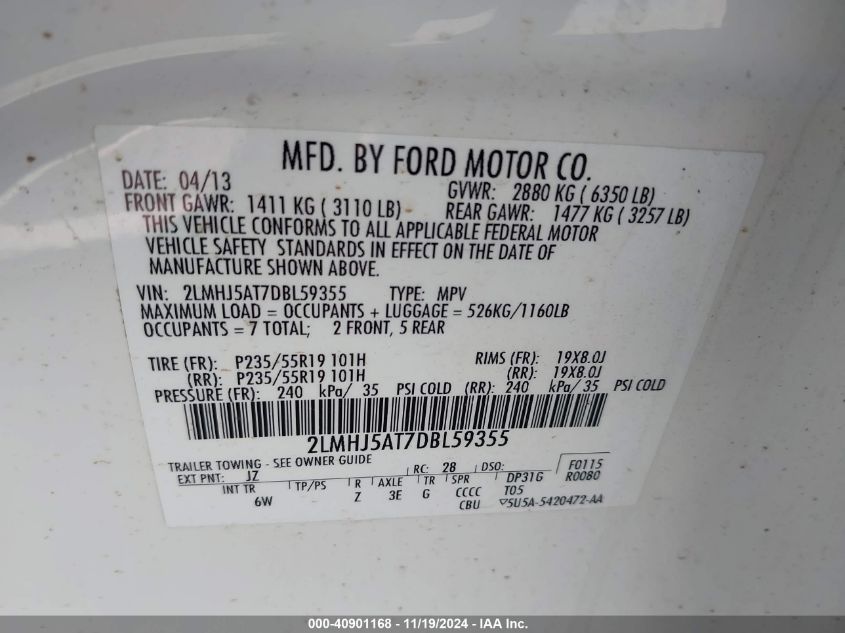 MFD. BY FORD MOTOR CO.
DATE: 04/13 GVWR: 2880 KG ( 6350 LB)
FRONT GAWR: 1411 KG ( 3110 LB) REAR GAWR: 1477 KG ( 3257 LB)
THIS VEHICLE CONFORMS TO ALL APPLICABLE FEDERAL MOTOR
VEHICLE SAFETY STANDARDS IN EFFECT ON THE DATE OF
MANUFACTURE SHOWN ABOVE.
VIN: 2LMHJ5AT7DBL59355 TYPE: MPV
MAXIMUM LOAD = OCCUPANTS + LUGGAGE = 526KG/1160LB
OCCUPANTS = 7 TOTAL; 2 FRONT, 5 REAR
TIRE (FR): P235/55R19 101H RIMS (FR): 19X8.0J
(RR): P235/55R19 101H (RR): 19X8.0J
PRESSURE (FR): 240 kPa/ 35 PSI COLD (RR): 240 kPa/ 35 PSI COLD
2LMHJ5AT7DBL59355
TRAILER TOWING - SEE OWNER GUIDE
EXT PNT: JZ RC: 28 DSO: F0115
INT TR TP/PS R AXLE TR SPR DP31G R0080
6W Z 3E G CCCC T05
CBU 5U5A-5420472-AA
000-40901168 - 11/19/2024 - IAA Inc.